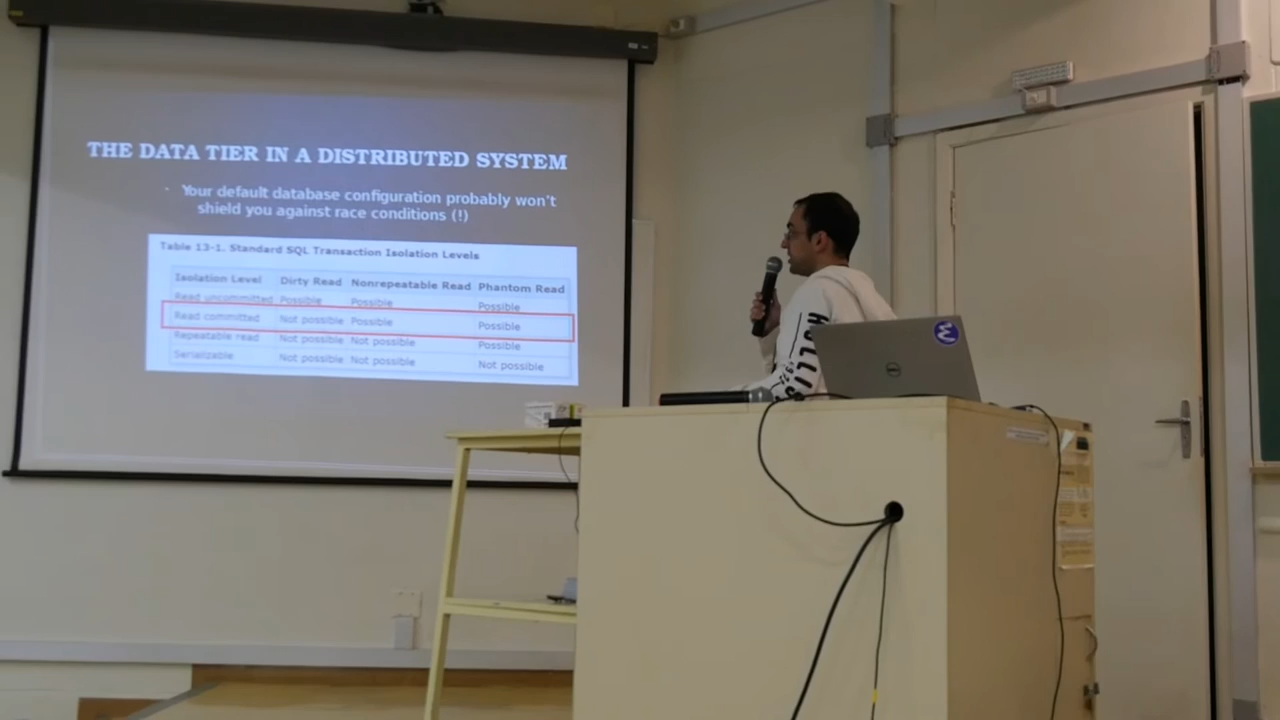 THE DATA TIER IN A DISTRIBUTED SYSTEM
· Your default database configuration probably won't
shield you against race conditions (!)
Table 13-1. Standard SQL Transaction Isolation Levels
Isolation Level Dirty Read Nonrepeatable Read Phantom Read
Read uncommitted Possible Possible Possible
Read committed Not possible Possible Possible
Repeatable read Not possible Not possible Possible
Serializable Not possible Not possible Not possible
HOLLIS
DELL